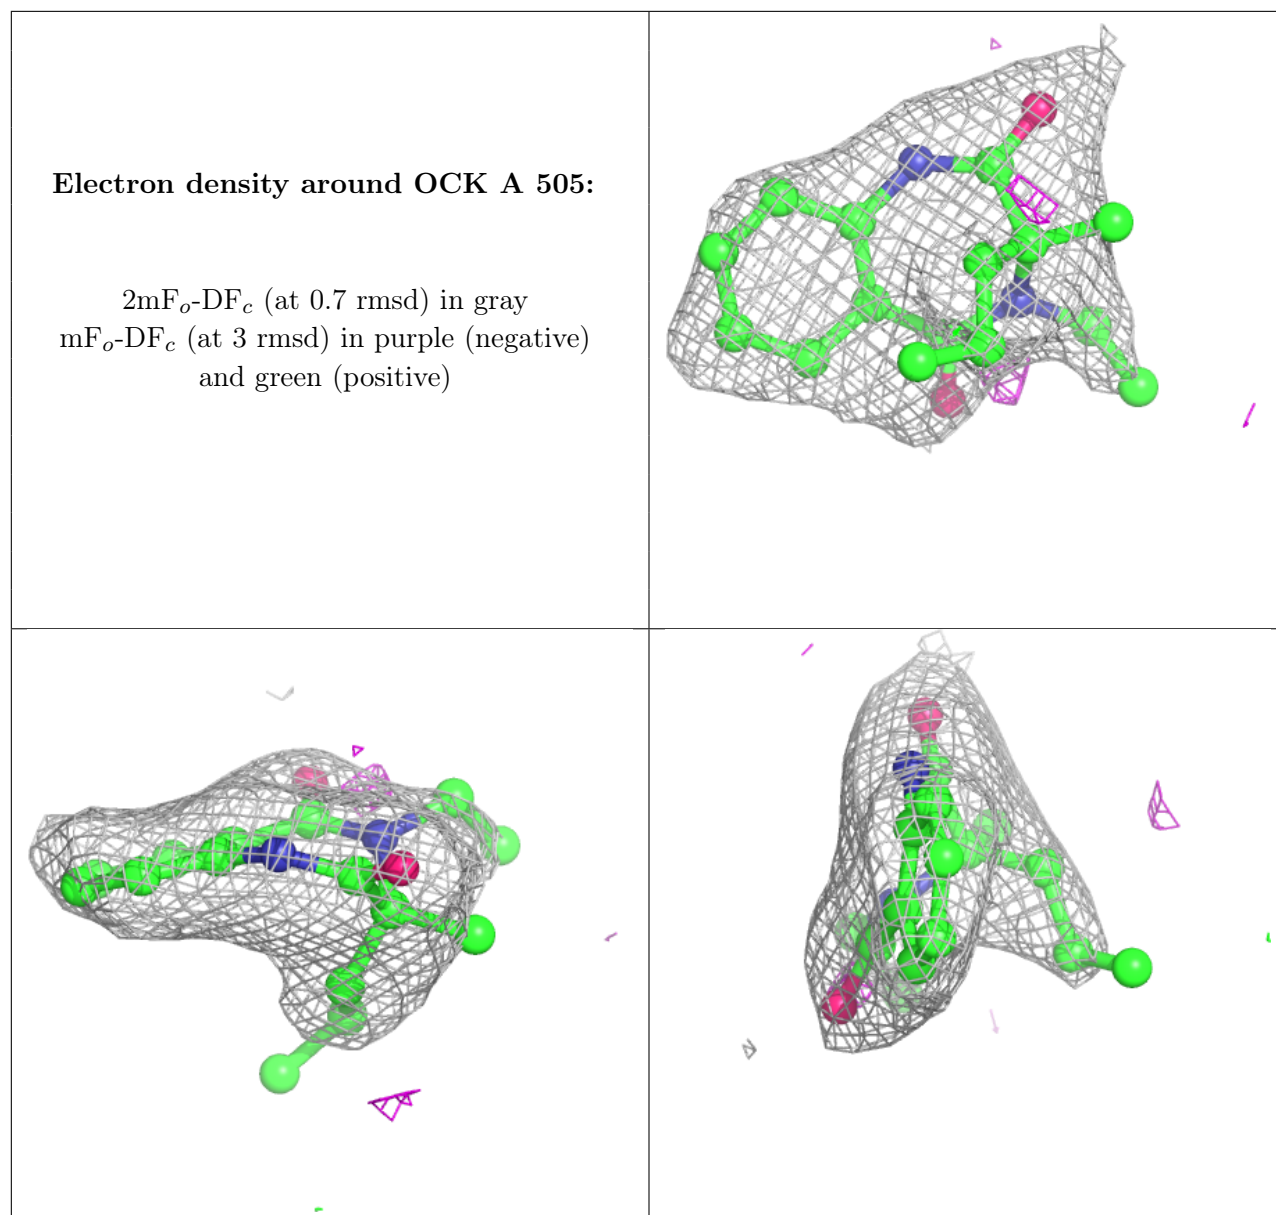 Electron density around OCK A 505:
2mFo-DFc (at 0.7 rmsd) in gray
mFo-DFc (at 3 rmsd) in purple (negative)
and green (positive)